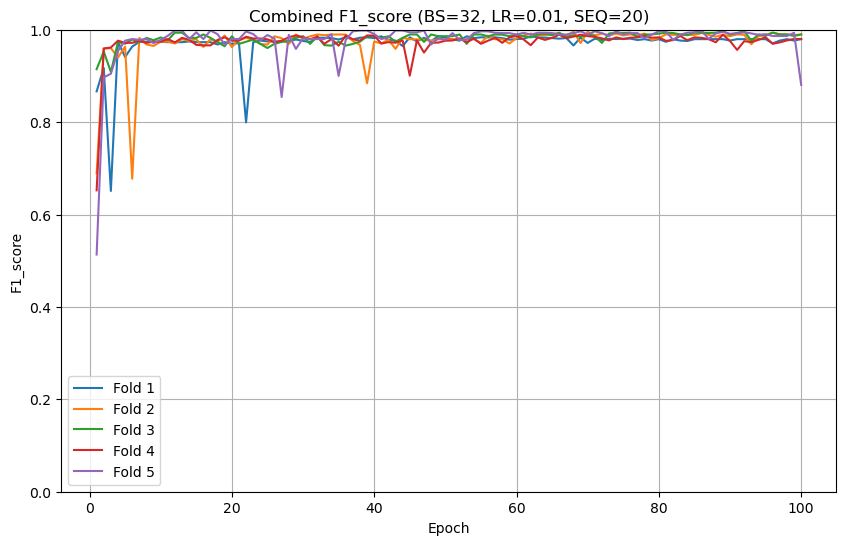 Combined F1_score (BS=32, LR=0.01, SEQ=20)
F1_score
1.0
0.8
0.6
0.4
0.2
0.0
Fold 1
Fold 2
Fold 3
Fold 4
Fold 5
0 20 40 60 80 100
Epoch